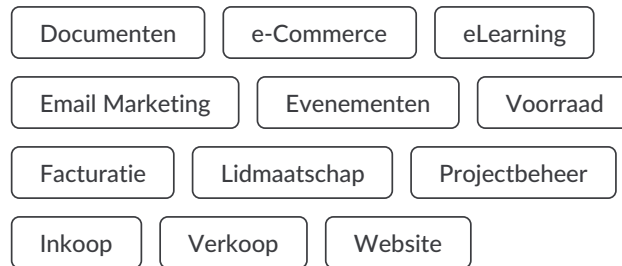 Documenten e-Commerce eLearning
Email Marketing Evenementen Voorraad
Facturatie Lidmaatschap Projectbeheer
Inkoop Verkoop Website